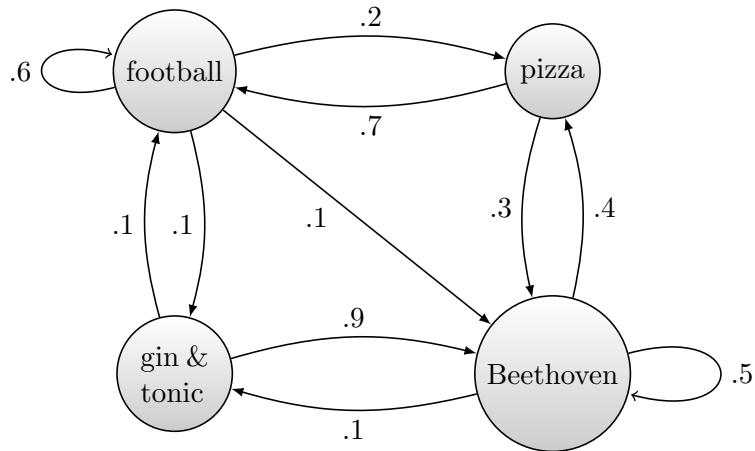 .2
.6
football
pizza
.7
.1
.1
.1
.3
.4
.9
gin &
tonic
Beethoven
.5
.1